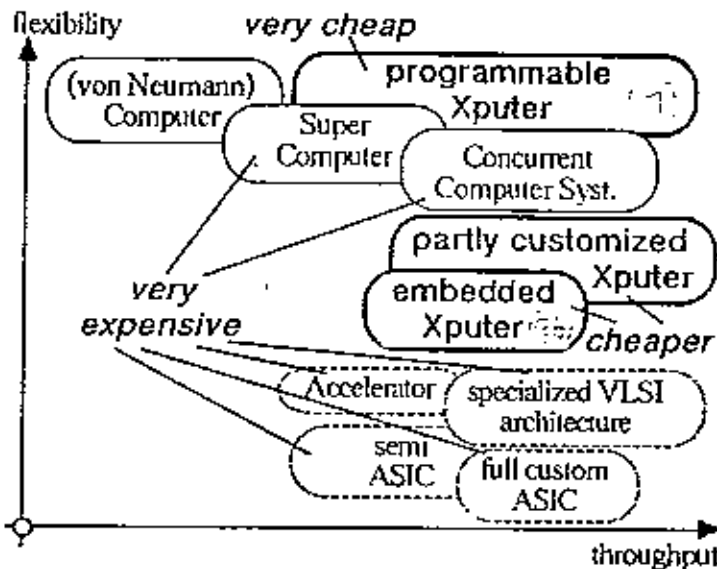 flexibility
very cheap
(von Neumann)
Computer
programmable
Xputer
Super
Computer
Concurrent
Computer Syst.
partly customized
Xputer
very
expensive
embedded
Xputer
cheaper
Accelerator
specialized VLSI
architecture
semi
ASIC
full custom
ASIC
throughput